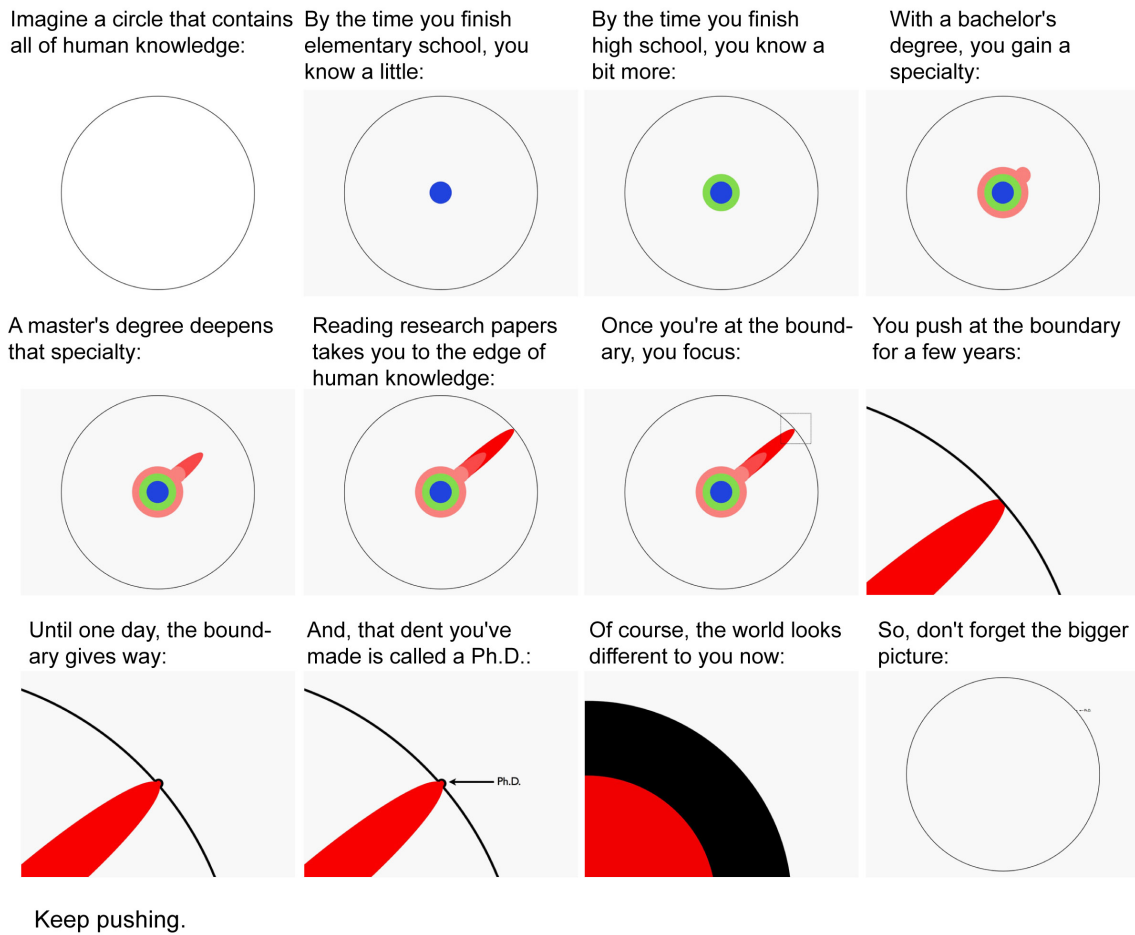 Imagine a circle that contains
all of human knowledge:
By the time you finish
elementary school, you
know a little:
By the time you finish
high school, you know a
bit more:
With a bachelor's
degree, you gain a
specialty:
A master's degree deepens
that specialty:
Reading research papers
takes you to the edge of
human knowledge:
Once you're at the bound-
ary, you focus:
You push at the boundary
for a few years:
Until one day, the bound-
ary gives way:
And, that dent you've
made is called a Ph.D.:
Ph.D.
Of course, the world looks
different to you now:
So, don't forget the bigger
picture:
Ph.D.
Keep pushing.